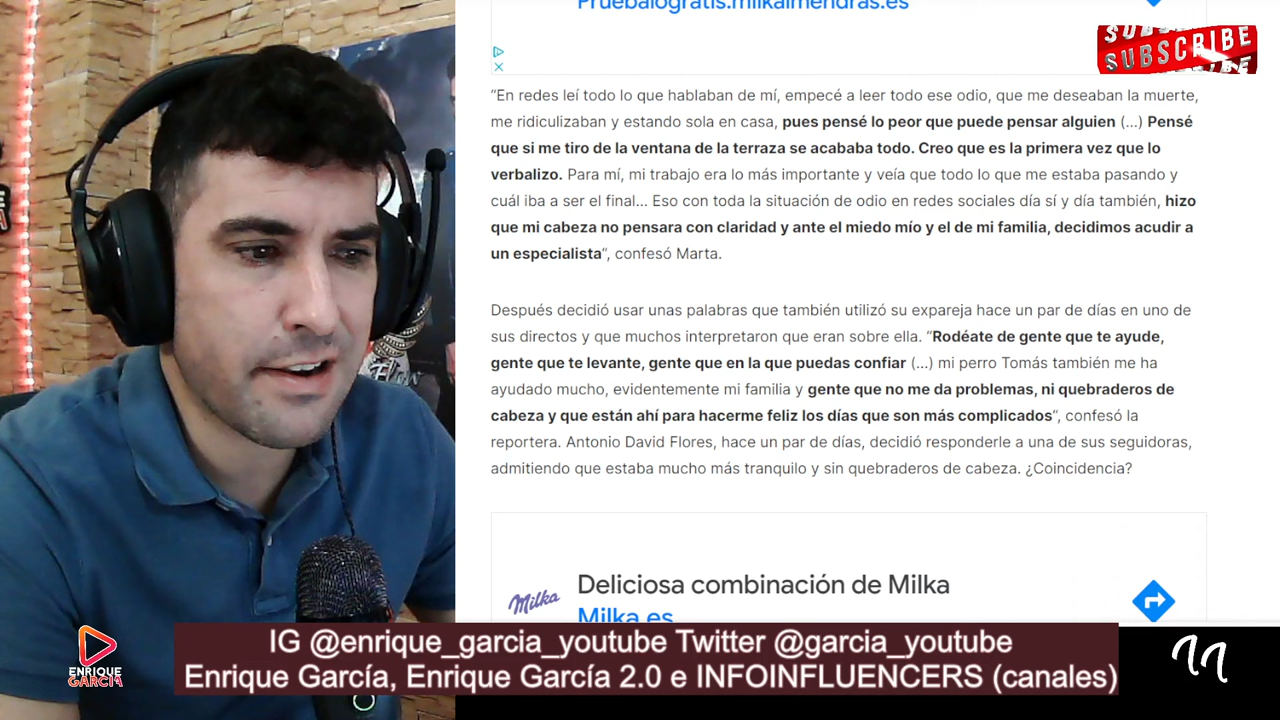 Pruébalogratis.milkalmendras.es
SUBSCRIBE
SUBSCRIBE
“En redes leí todo lo que hablaban de mí, empecé a leer todo ese odio, que me deseaban la muerte,
me ridiculizaban y estando sola en casa, pues pensé lo peor que puede pensar alguien (…) Pensé
que si me tiro de la ventana de la terraza se acababa todo. Creo que es la primera vez que lo
verbalizo. Para mí, mi trabajo era lo más importante y veía que todo lo que me estaba pasando y
cuál iba a ser el final… Eso con toda la situación de odio en redes sociales día sí y día también, hizo
que mi cabeza no pensara con claridad y ante el miedo mío y el de mi familia, decidimos acudir a
un especialista“, confesó Marta.
Después decidió usar unas palabras que también utilizó su expareja hace un par de días en uno de
sus directos y que muchos interpretaron que eran sobre ella. “Rodéate de gente que te ayude,
gente que te levante, gente que en la que puedas confiar (…) mi perro Tomás también me ha
ayudado mucho, evidentemente mi familia y gente que no me da problemas, ni quebraderos de
cabeza y que están ahí para hacerme feliz los días que son más complicados“, confesó la
reportera. Antonio David Flores, hace un par de días, decidió responderle a una de sus seguidoras,
admitiendo que estaba mucho más tranquilo y sin quebraderos de cabeza. ¿Coincidencia?
Milka
Deliciosa combinación de Milka
Milka.es
ENRIQUE
GARCÍA
IG @enrique_garcia_youtube Twitter @garcia_youtube
Enrique García, Enrique García 2.0 e INFOINFLUENCERS (canales)